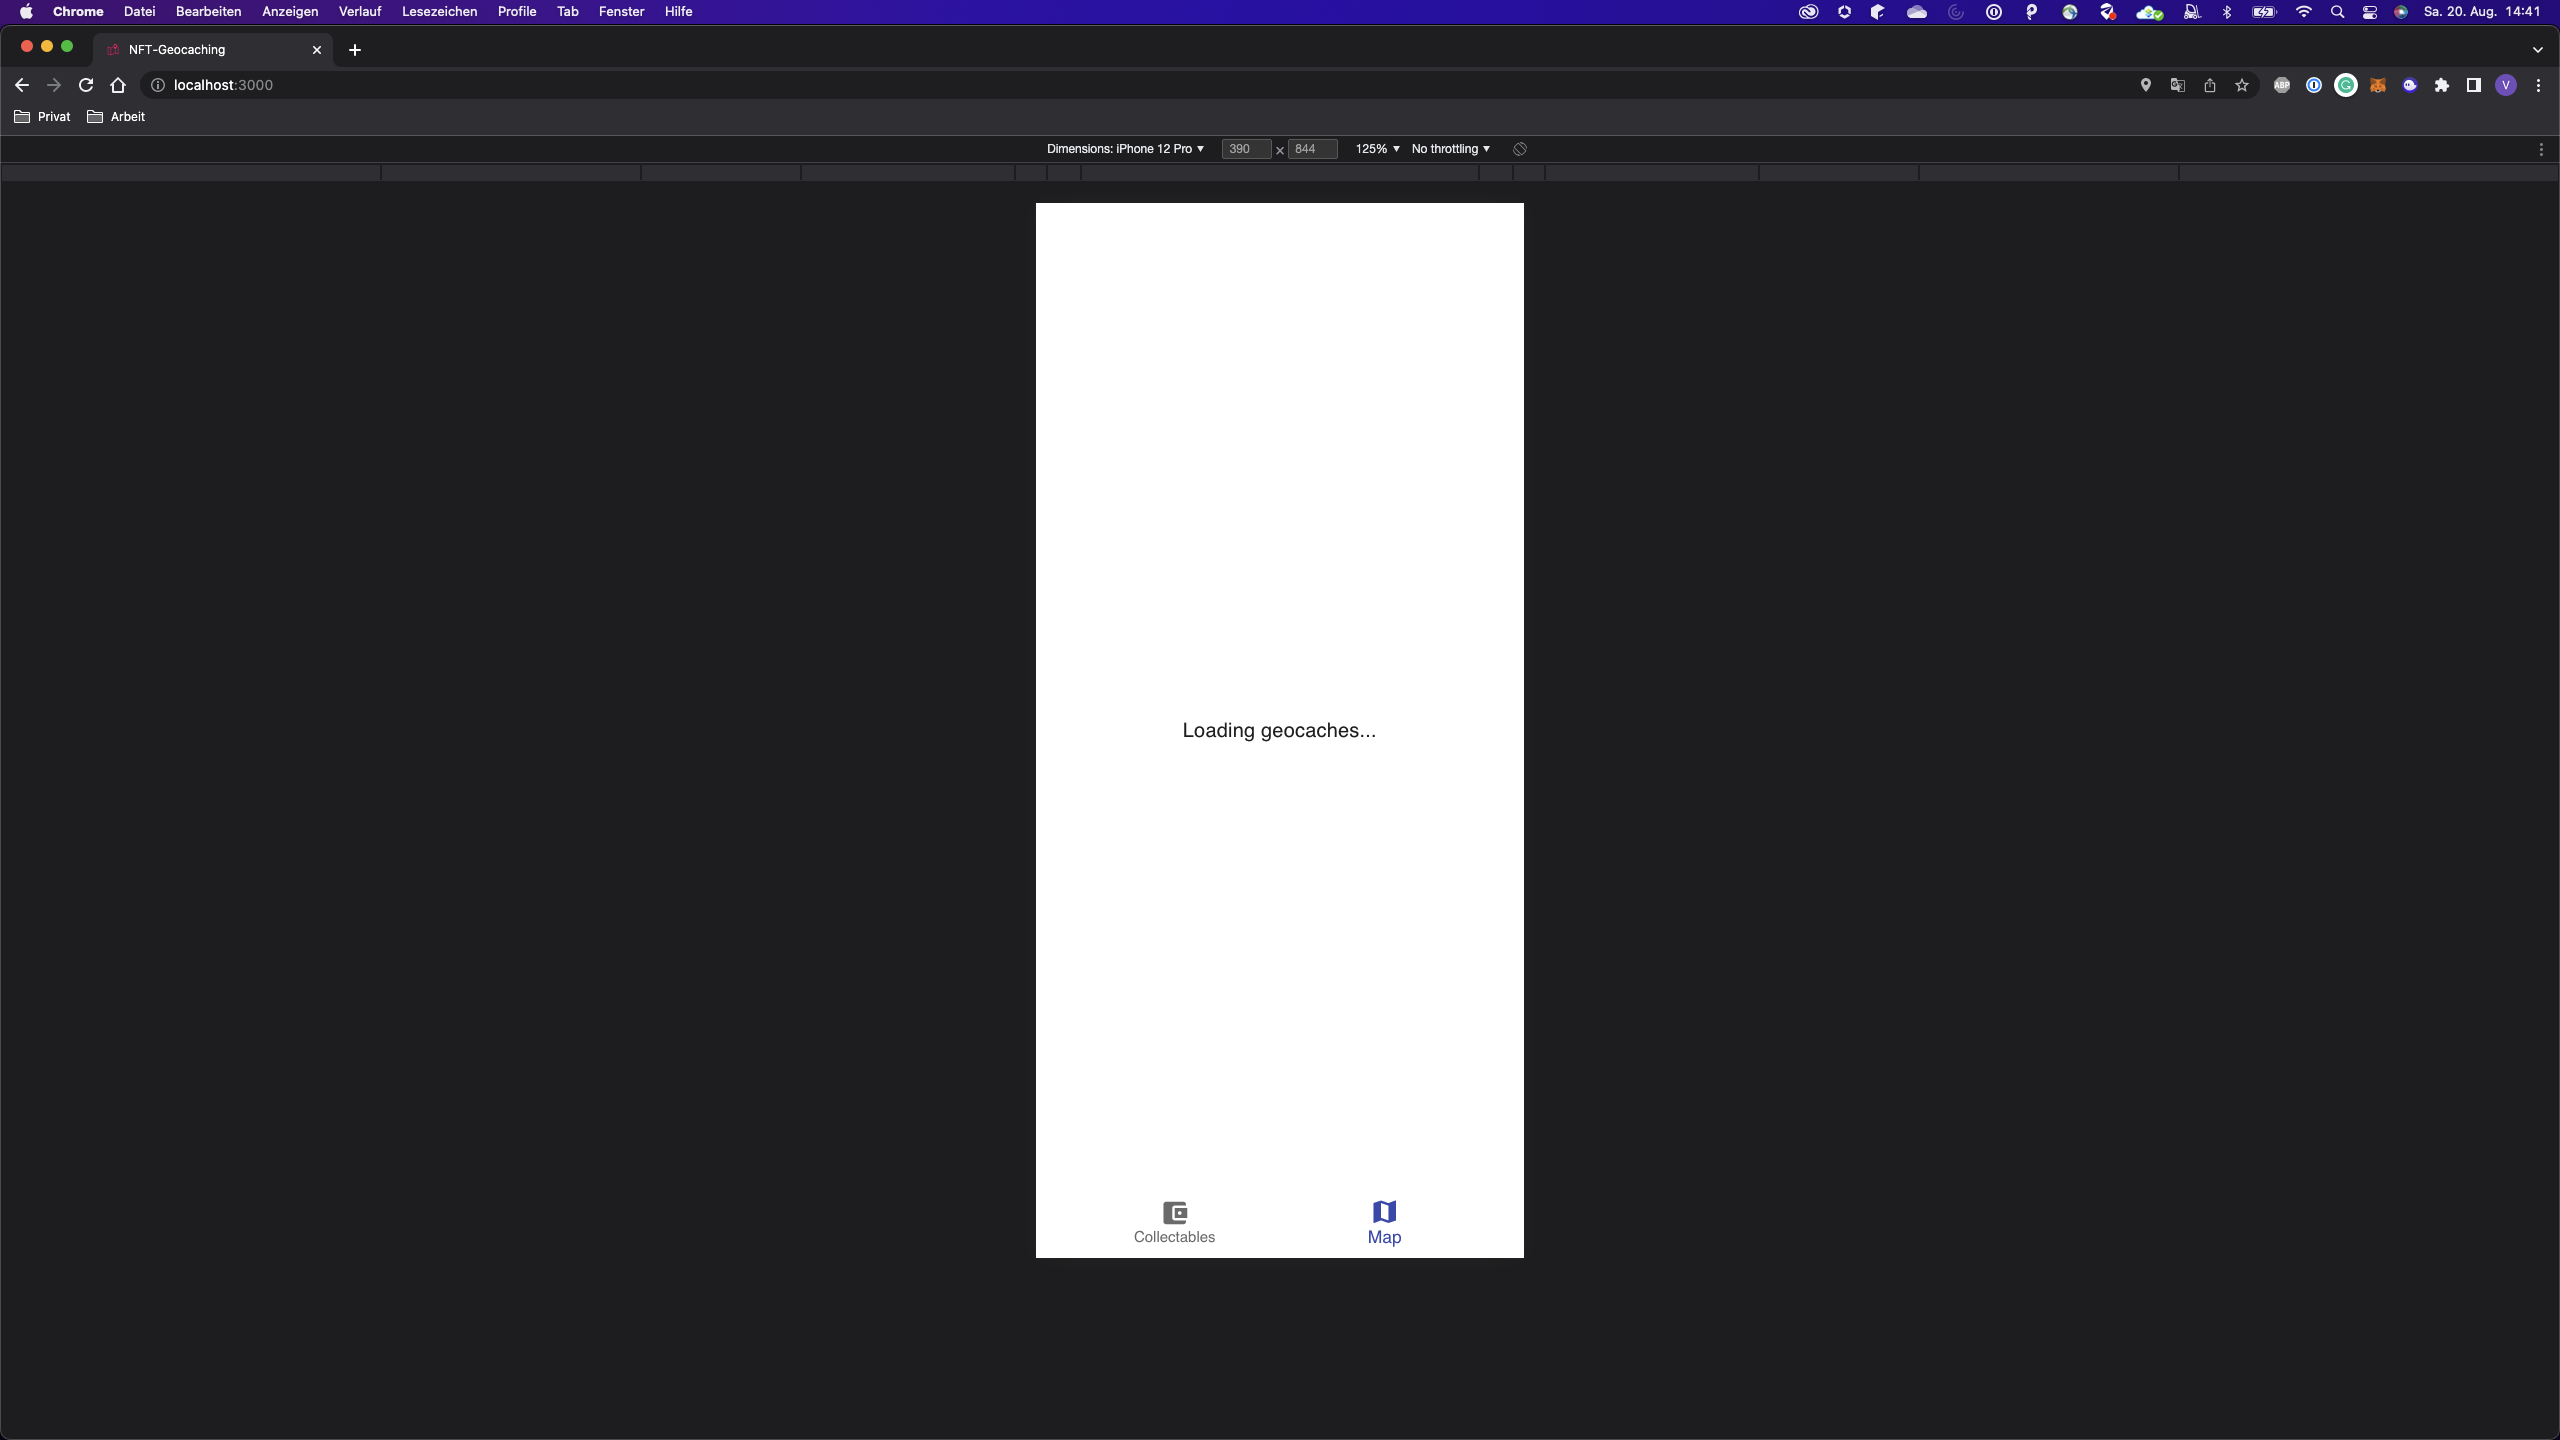 Chrome Datei Bearbeiten Anzeigen Verlauf Lesezeichen Profile Tab Fenster Hilfe Sa. 20. Aug. 14:41
NFT-Geocaching
localhost:3000 ABP V
Privat Arbeit
Dimensions: iPhone 12 Pro 390 × 844 125% No throttling
Loading geocaches...
Collectables Map